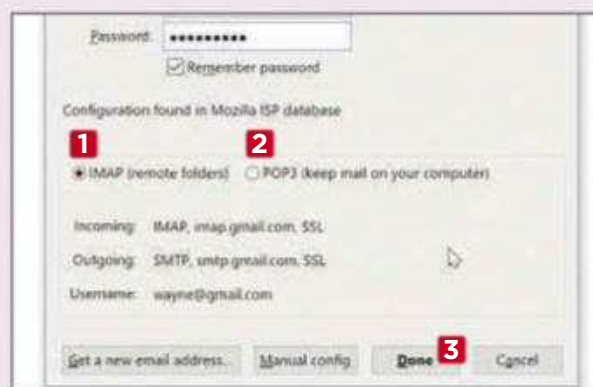 Password: •••••••••
Remember password
Configuration found in Mozilla ISP database
1 2
IMAP (remote folders) POP3 (keep mail on your computer)
Incoming: IMAP, imap.gmail.com, SSL
Outgoing: SMTP, smtp.gmail.com, SSL
Username: wayne@gmail.com
Get a new email address... Manual config Done 3 Cancel